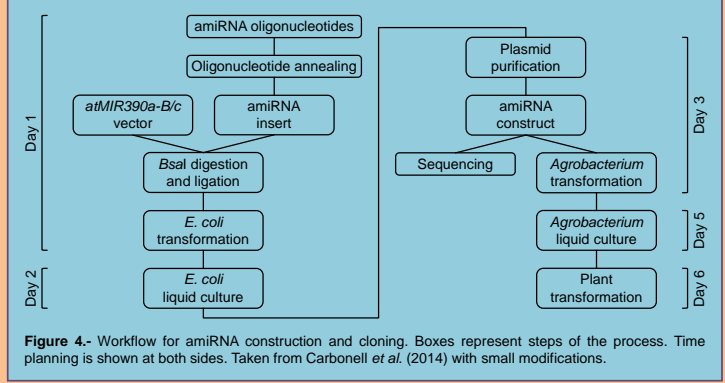 Day 1
amiRNA oligonucleotides
Oligonucleotide annealing
atMIR390a-B/c
vector
amiRNA
insert
BsaI digestion
and ligation
E. coli
transformation
Day 2
E. coli
liquid culture
Plasmid
purification
amiRNA
construct
Sequencing
Agrobacterium
transformation
Day 3
Agrobacterium
liquid culture
Day 5
Plant
transformation
Day 6
Figure 4.- Workflow for amiRNA construction and cloning. Boxes represent steps of the process. Time
planning is shown at both sides. Taken from Carbonell et al. (2014) with small modifications.